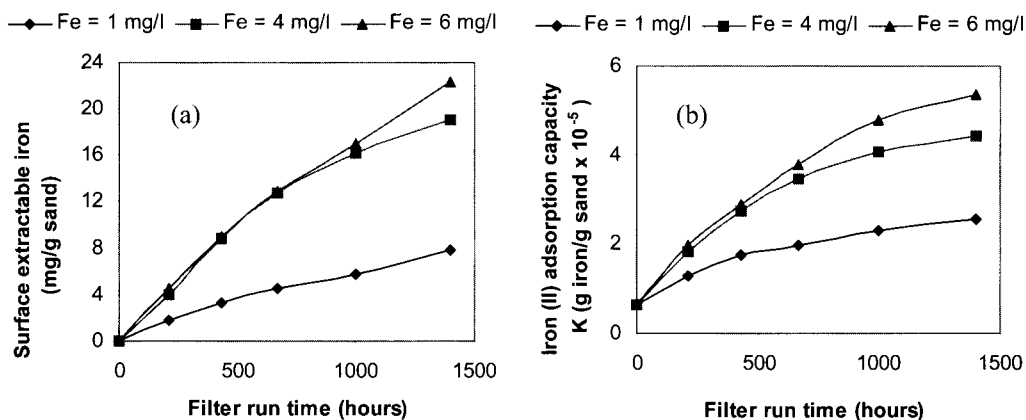 Fe = 1 mg/l Fe = 4 mg/l Fe = 6 mg/l
24
20
16
12
8
4
0
(a)
Surface extractable iron
(mg/g sand)
0 500 1000 1500
Filter run time (hours)
Fe = 1 mg/l Fe = 4 mg/l Fe = 6 mg/l
6
4
2
0
(b)
Iron (II) adsorption capacity
K (g iron/g sand x 10 -5)
0 500 1000 1500
Filter run time (hours)